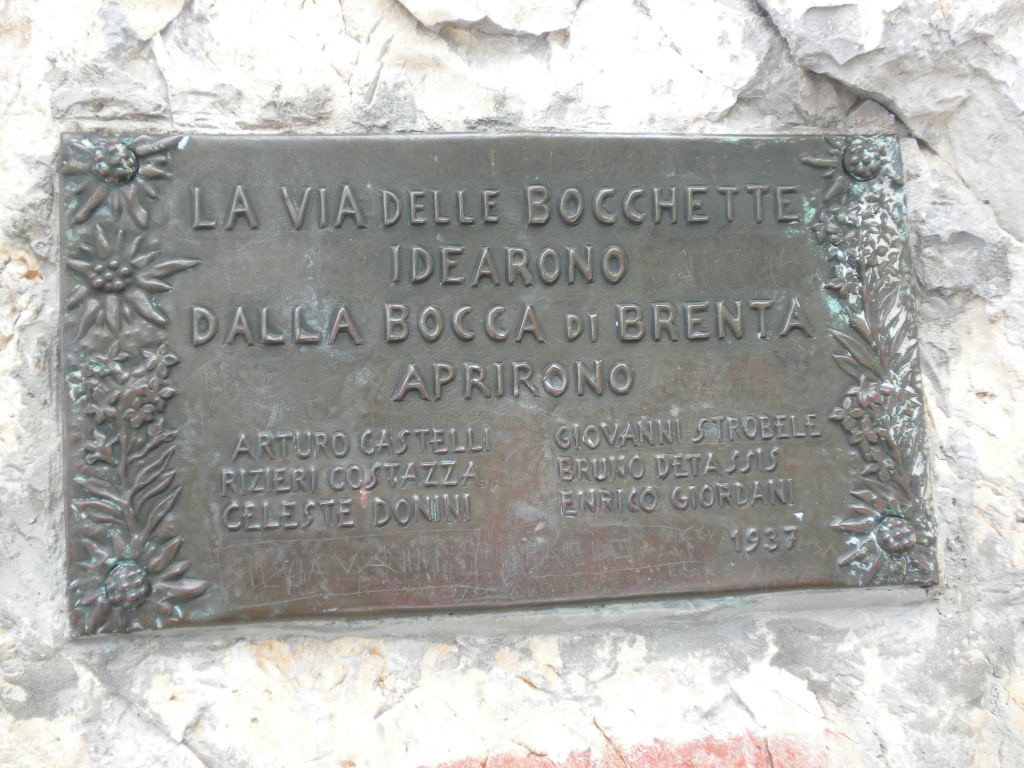 LA VIA DELLE BOCCHETTE
IDEARONO
DALLA BOCCA DI BRENTA
APRIRONO
ARTURO CASTELLI
RIZIERI COSTAZZA
CELESTE DONINI
GIOVANNI STROBELE
BRUNO DETASSIS
ENRICO GIORDANI
1937